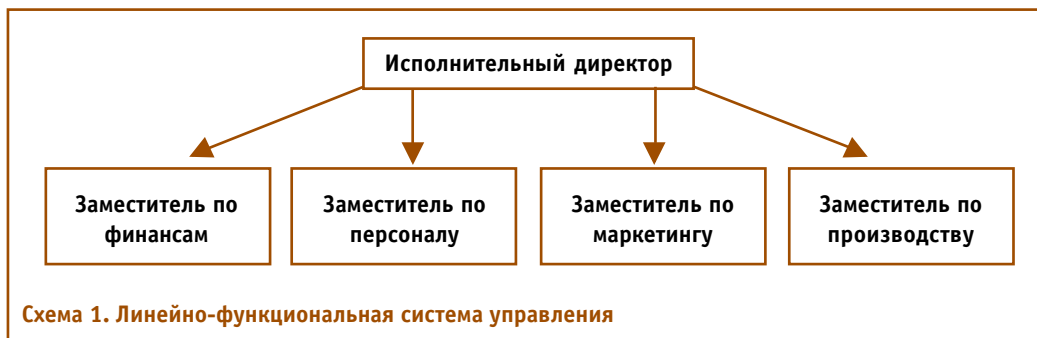 Исполнительный директор
Заместитель по
финансам
Заместитель по
персоналу
Заместитель по
маркетингу
Заместитель по
производству
Схема 1. Линейно-функциональная система управления